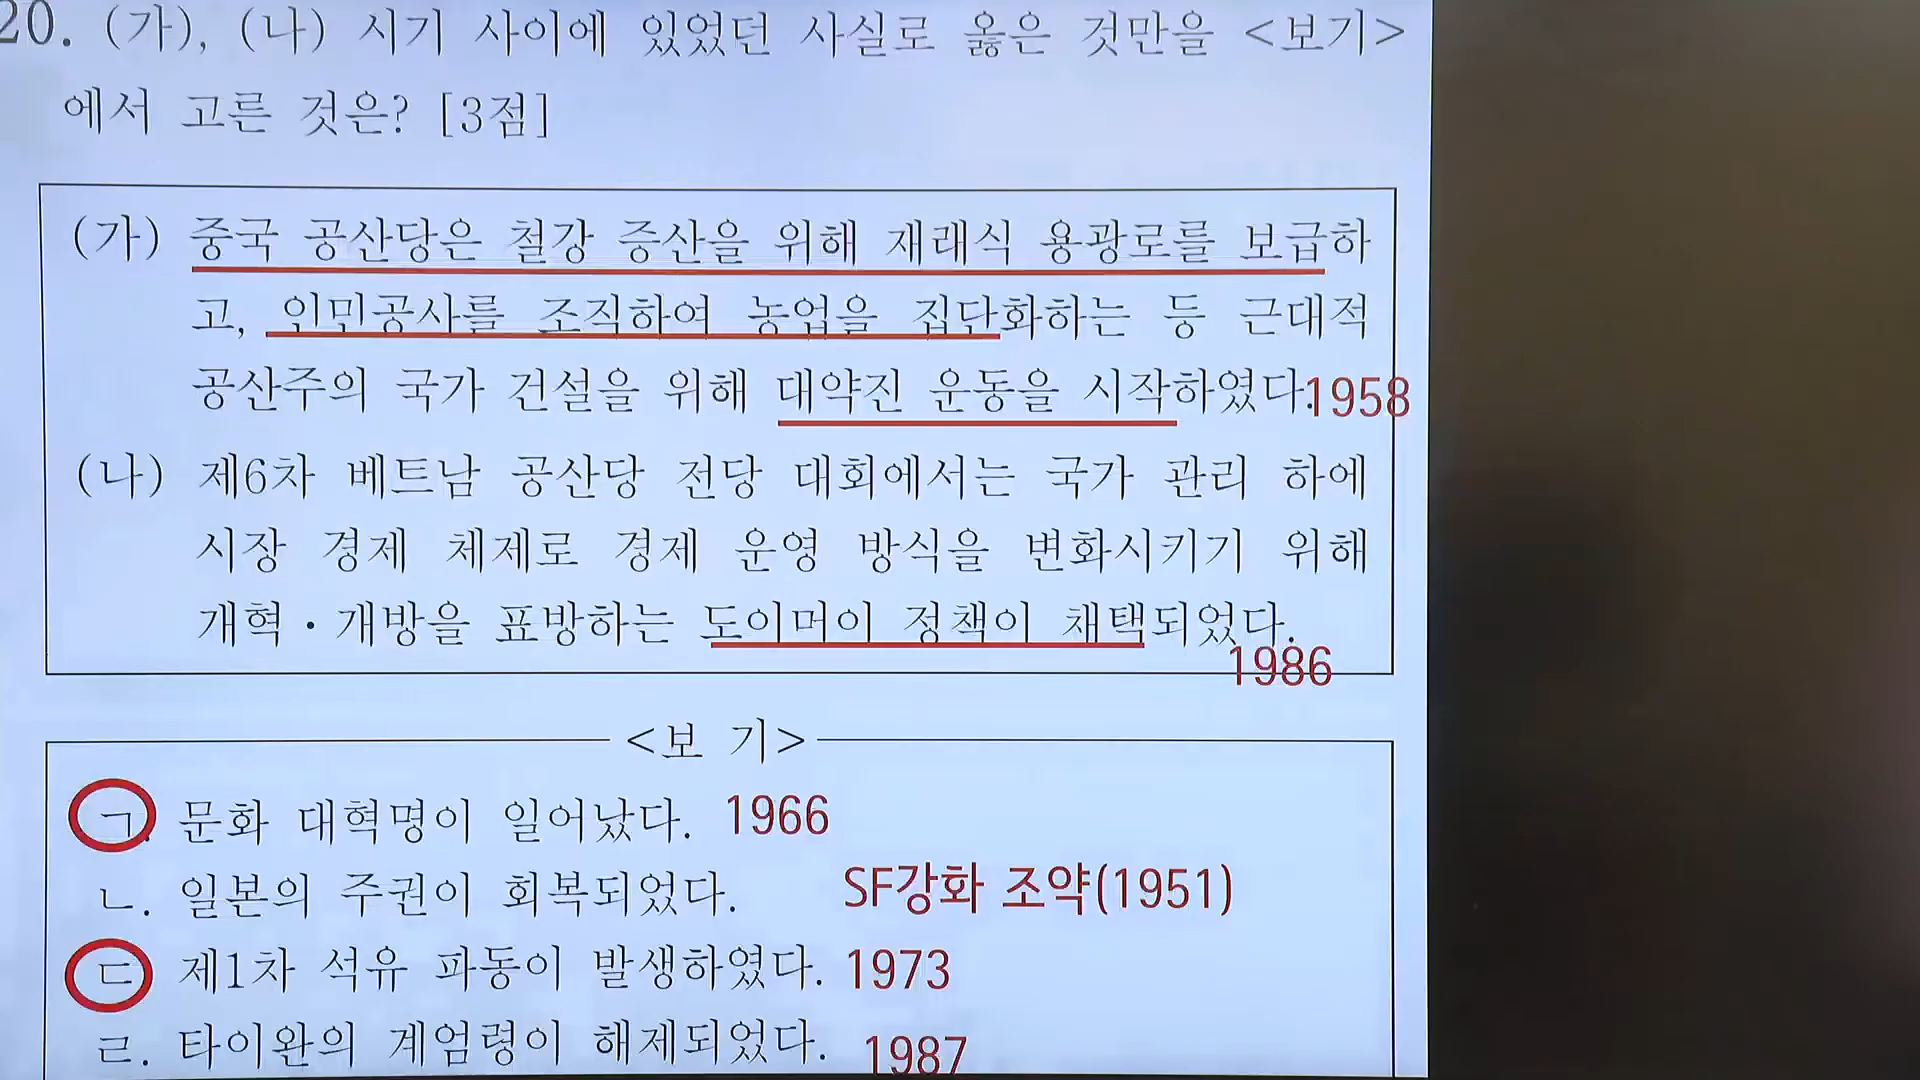 20. (가), (나) 시기 사이에 있었던 사실로 옳은 것만을 <보기>
에서 고른 것은? [3점]
(가) 중국 공산당은 철강 증산을 위해 재래식 용광로를 보급하
고, 인민공사를 조직하여 농업을 집단화하는 등 근대적
공산주의 국가 건설을 위해 대약진 운동을 시작하였다. 1958
(나) 제6차 베트남 공산당 전당 대회에서는 국가 관리 하에
시장 경제 체제로 경제 운영 방식을 변화시키기 위해
개혁·개방을 표방하는 도이머이 정책이 채택되었다.
1986
<보 기>
ㄱ. 문화 대혁명이 일어났다. 1966
ㄴ. 일본의 주권이 회복되었다. SF강화 조약(1951)
ㄷ. 제1차 석유 파동이 발생하였다. 1973
ㄹ. 타이완의 계엄령이 해제되었다. 1987